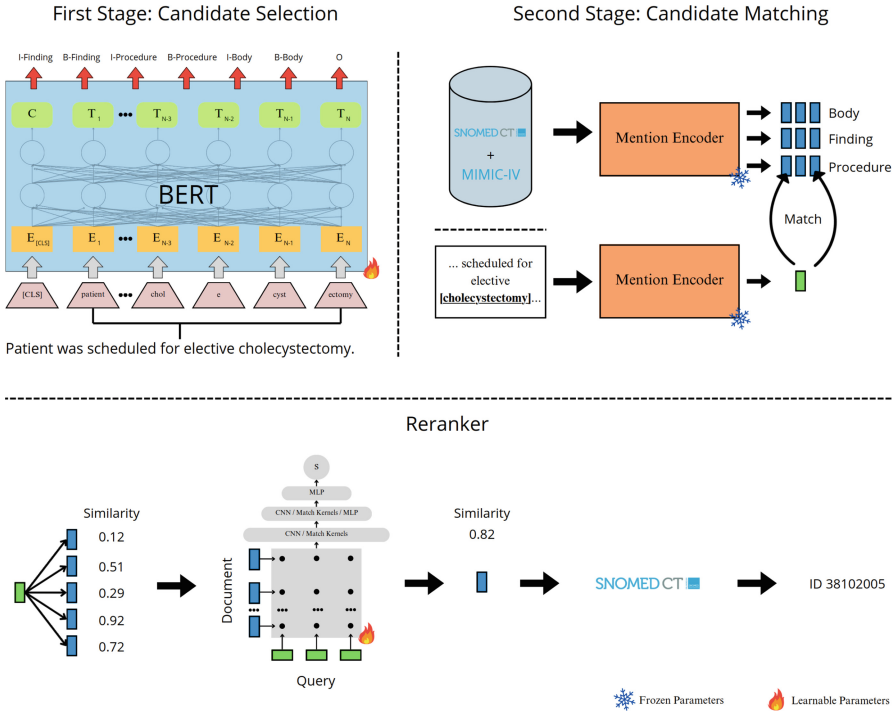 First Stage: Candidate Selection
I-Finding B-Finding I-Procedure B-Procedure I-Body B-Body O
C T1 ••• TN-3 TN-2 TN-1 TN
BERT
E[CLS] E1 ••• EN-3 EN-2 EN-1 EN
[CLS] patient ••• chol e cyst ectomy
Patient was scheduled for elective cholecystectomy.
Second Stage: Candidate Matching
SNOMED CT
+
MIMIC-IV
Mention Encoder
Body
Finding
Procedure
Match
... scheduled for
elective
[cholecystectomy]...
Mention Encoder
Reranker
Similarity
0.12
0.51
0.29
0.92
0.72
S
MLP
CNN / Match Kernels / MLP
CNN / Match Kernels
Document
Query
Similarity
0.82
SNOMED CT
ID 38102005
Frozen Parameters
Learnable Parameters